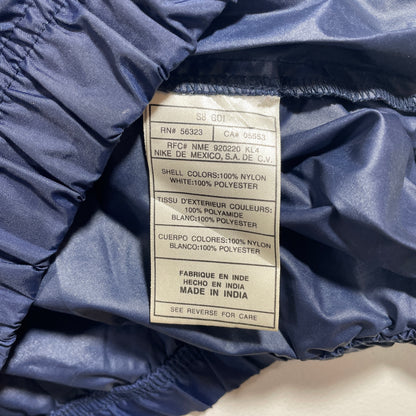 S8 GDI
RN# 56323 CA# 05553
RFC# NME 920220 KL4
NIKE DE MEXICO, S.A. DE C.V.
SHELL COLORS:100% NYLON
WHITE:100% POLYESTER
TISSU D'EXTERIEUR COULEURS:
100% POLYAMIDE
BLANC:100% POLYESTER
CUERPO COLORES:100% NYLON
BLANCO:100% POLYESTER
FABRIQUE EN INDE
HECHO EN INDIA
MADE IN INDIA
SEE REVERSE FOR CARE